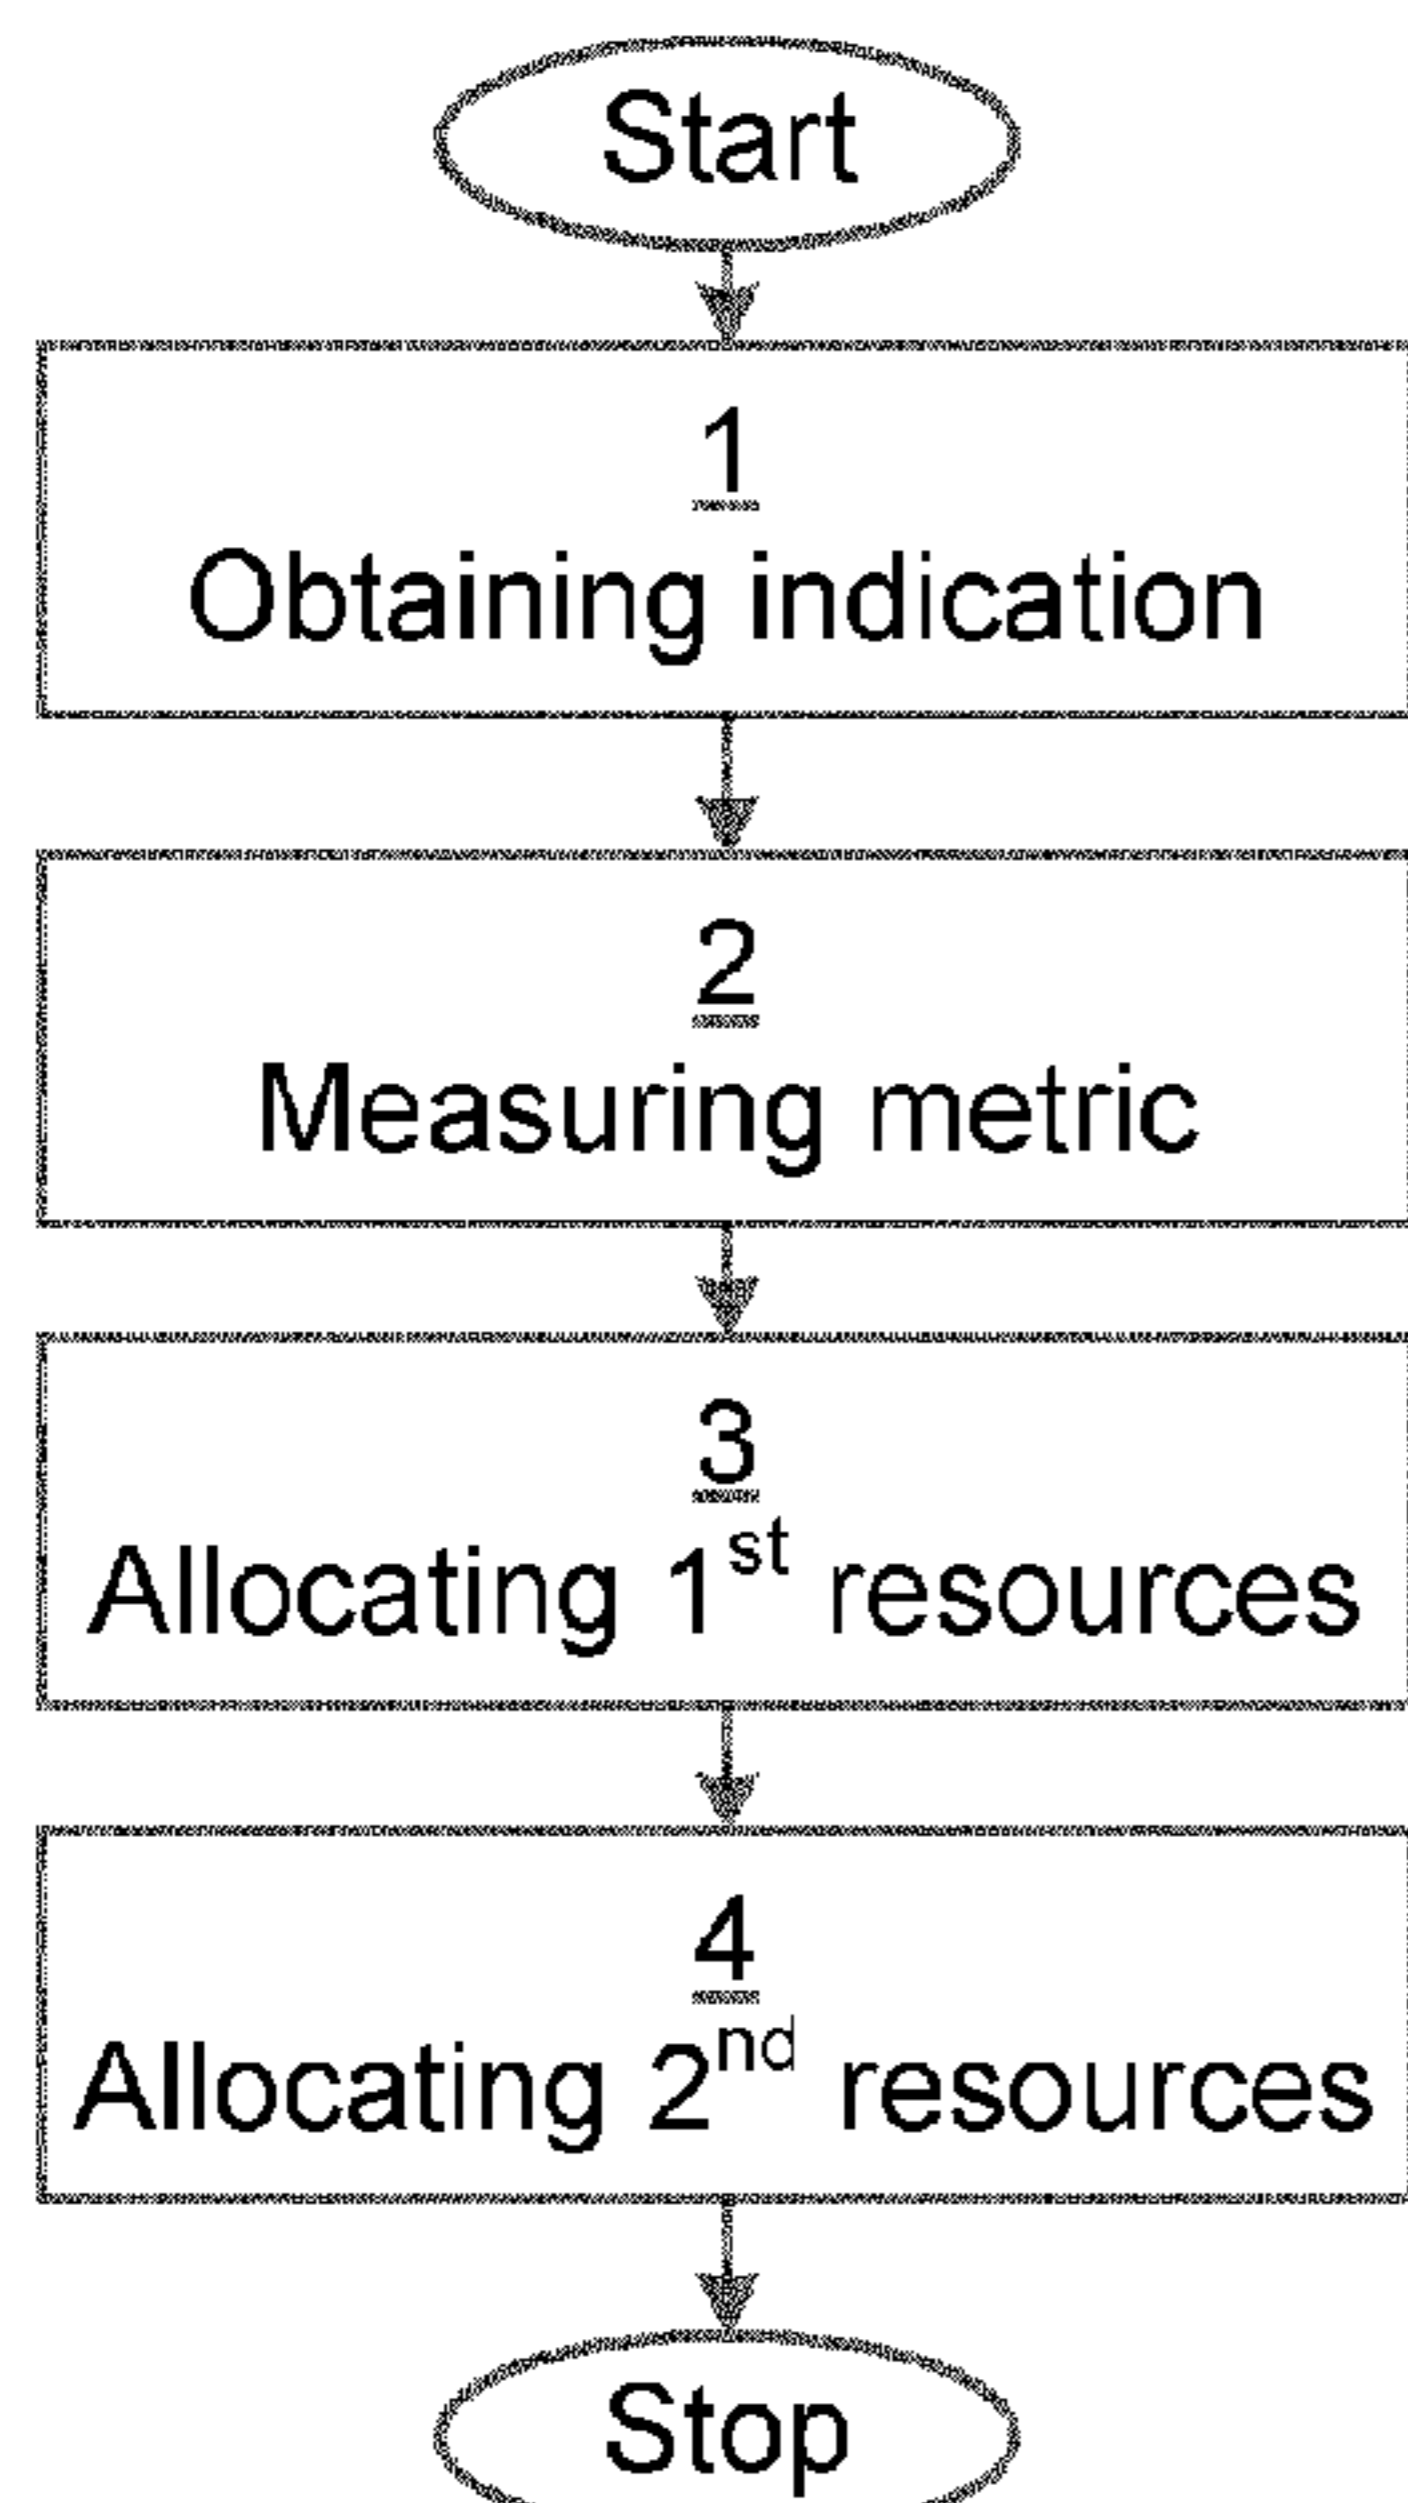 Start
1
Obtaining indication
2
Measuring metric
3
Allocating 1st resources
4
Allocating 2nd resources
Stop